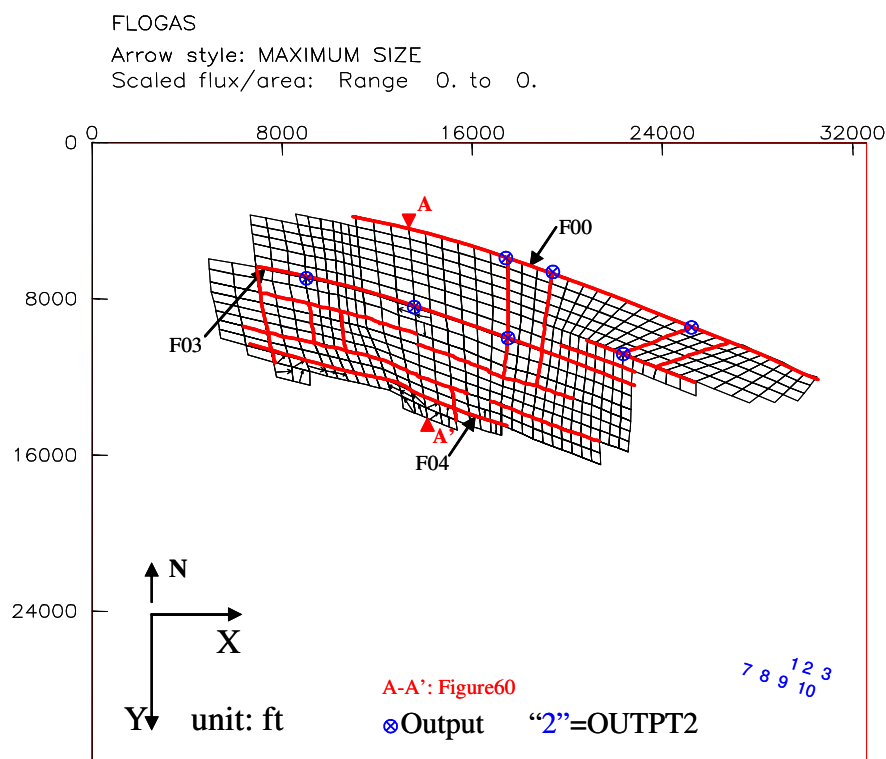 FLOGAS
Arrow style: MAXIMUM SIZE
Scaled flux/area: Range 0. to 0.
0 8000 16000 24000 32000
0
A
F00
8000
F03
A'
16000
F04
N
24000
X
1 2 3
7 8 9 10
A-A’: Figure60
Y unit: ft
Output “2”=OUTPT2